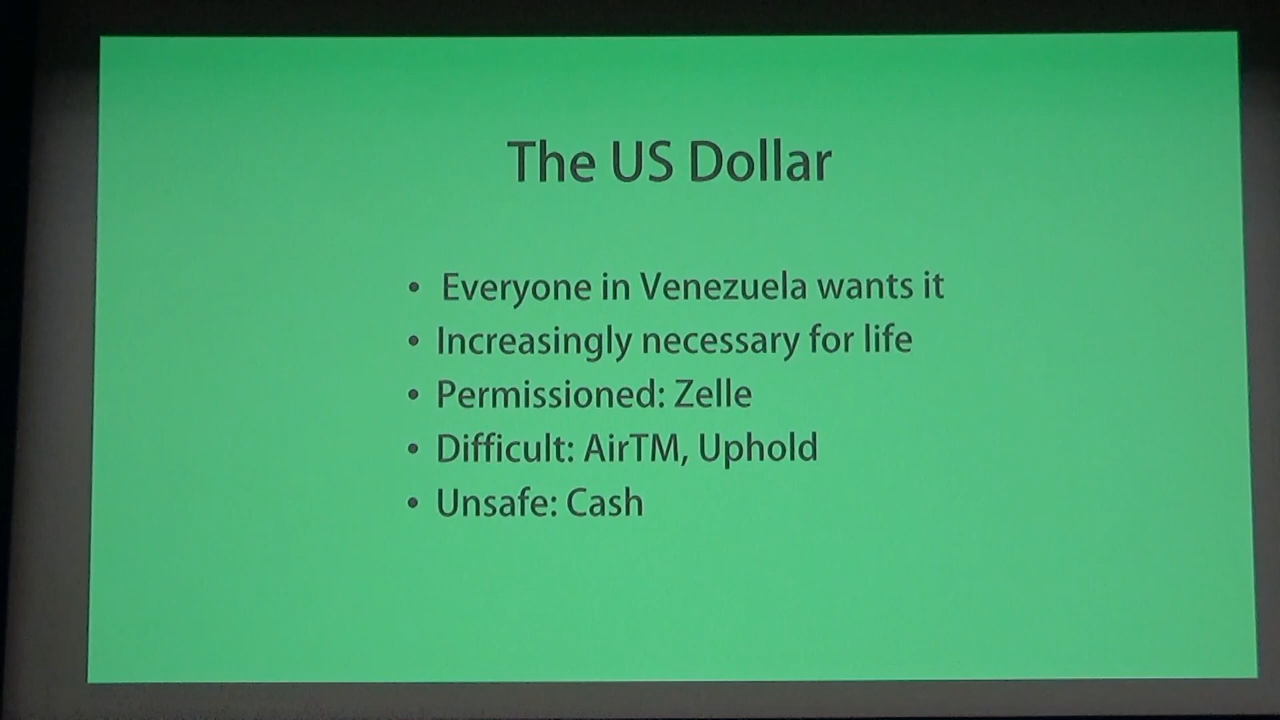 The US Dollar
• Everyone in Venezuela wants it
• Increasingly necessary for life
• Permissioned: Zelle
• Difficult: AirTM, Uphold
• Unsafe: Cash